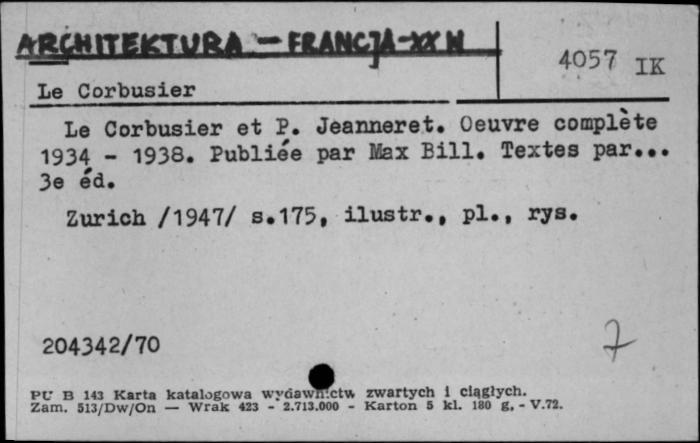 ARCHITEKTURA - FRANCJA - XX W
4057 IK
Le Corbusier
Le Corbusier et P. Jeanneret. Oeuvre complète
1934 - 1938. Publiée par Max Bill. Textes par...
3e éd.
Zurich /1947/ s.175, ilustr., pl., rys.
204342/70
7
PU B 143 Karta katalogowa wydawnictw zwartych i ciągłych.
Zam. 513/Dw/On — Wrak 423 - 2.713.000 - Karton 5 kl. 180 g. - V.72.